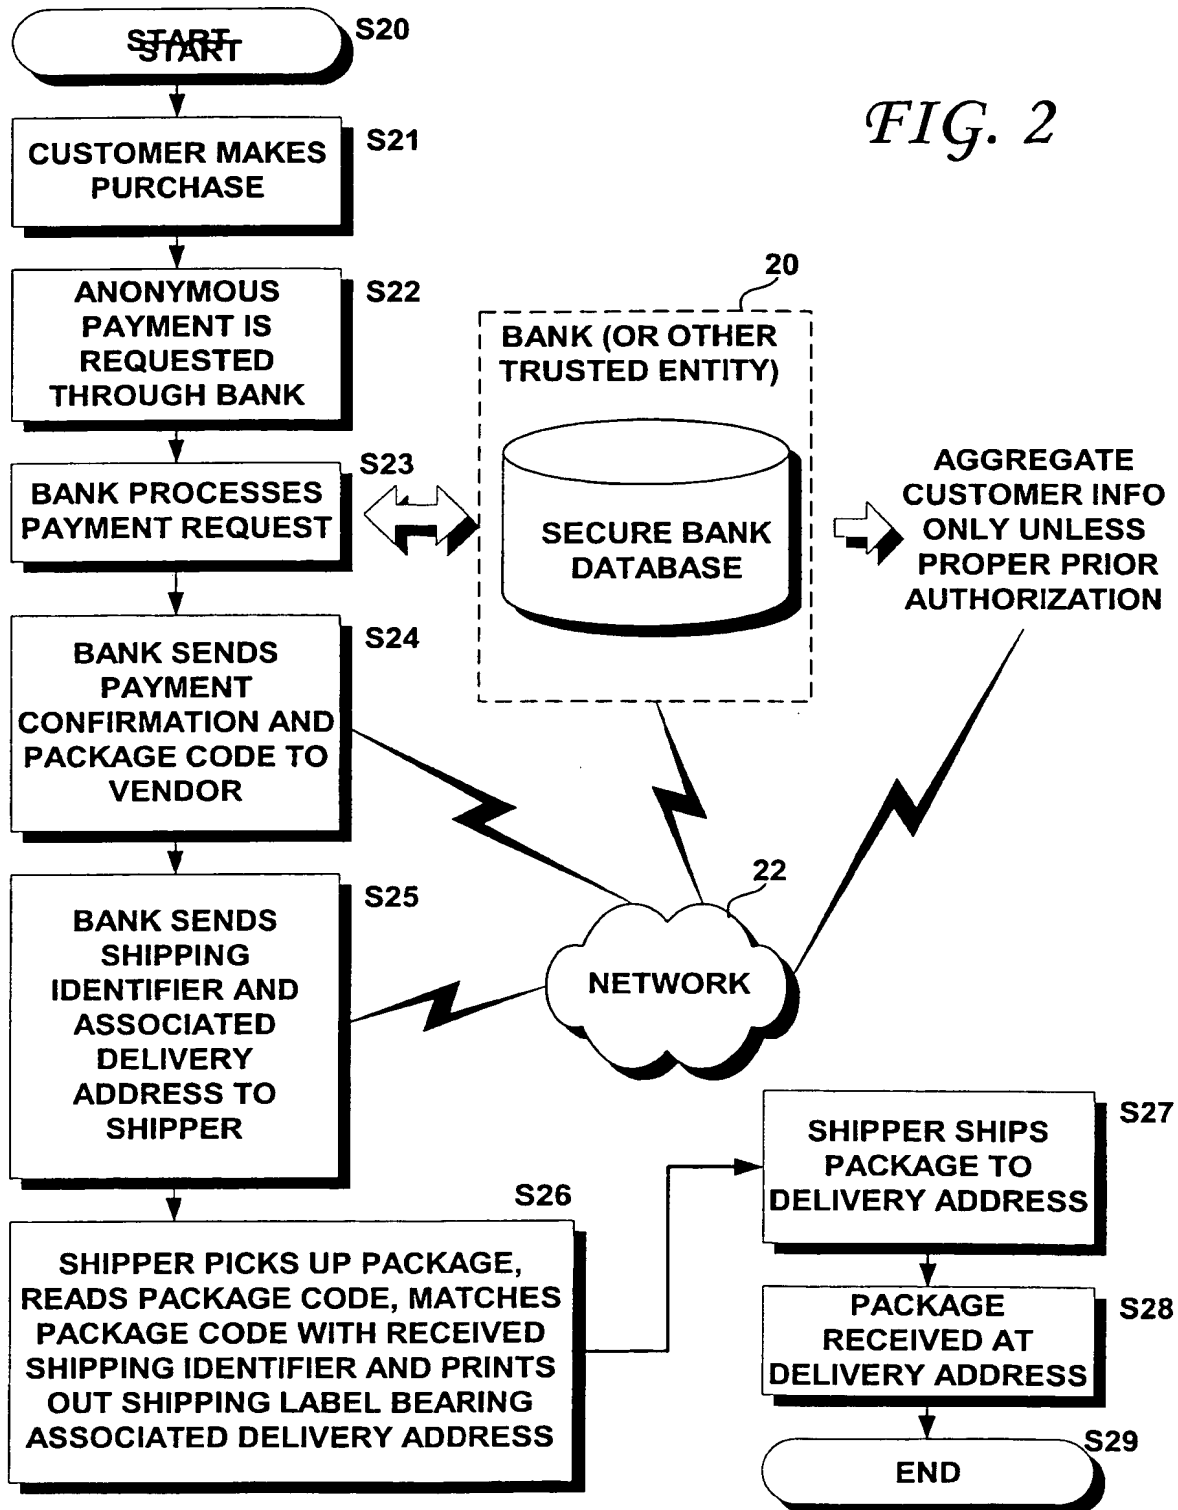 START
START
S20
FIG. 2
CUSTOMER MAKES
PURCHASE
S21
ANONYMOUS
PAYMENT IS
REQUESTED
THROUGH BANK
S22
BANK PROCESSES
PAYMENT REQUEST
S23
20
BANK (OR OTHER
TRUSTED ENTITY)
SECURE BANK
DATABASE
AGGREGATE
CUSTOMER INFO
ONLY UNLESS
PROPER PRIOR
AUTHORIZATION
BANK SENDS
PAYMENT
CONFIRMATION AND
PACKAGE CODE TO
VENDOR
S24
BANK SENDS
SHIPPING
IDENTIFIER AND
ASSOCIATED
DELIVERY
ADDRESS TO
SHIPPER
S25
22
NETWORK
SHIPPER PICKS UP PACKAGE,
READS PACKAGE CODE, MATCHES
PACKAGE CODE WITH RECEIVED
SHIPPING IDENTIFIER AND PRINTS
OUT SHIPPING LABEL BEARING
ASSOCIATED DELIVERY ADDRESS
S26
SHIPPER SHIPS
PACKAGE TO
DELIVERY ADDRESS
S27
PACKAGE
RECEIVED AT
DELIVERY ADDRESS
S28
END
S29